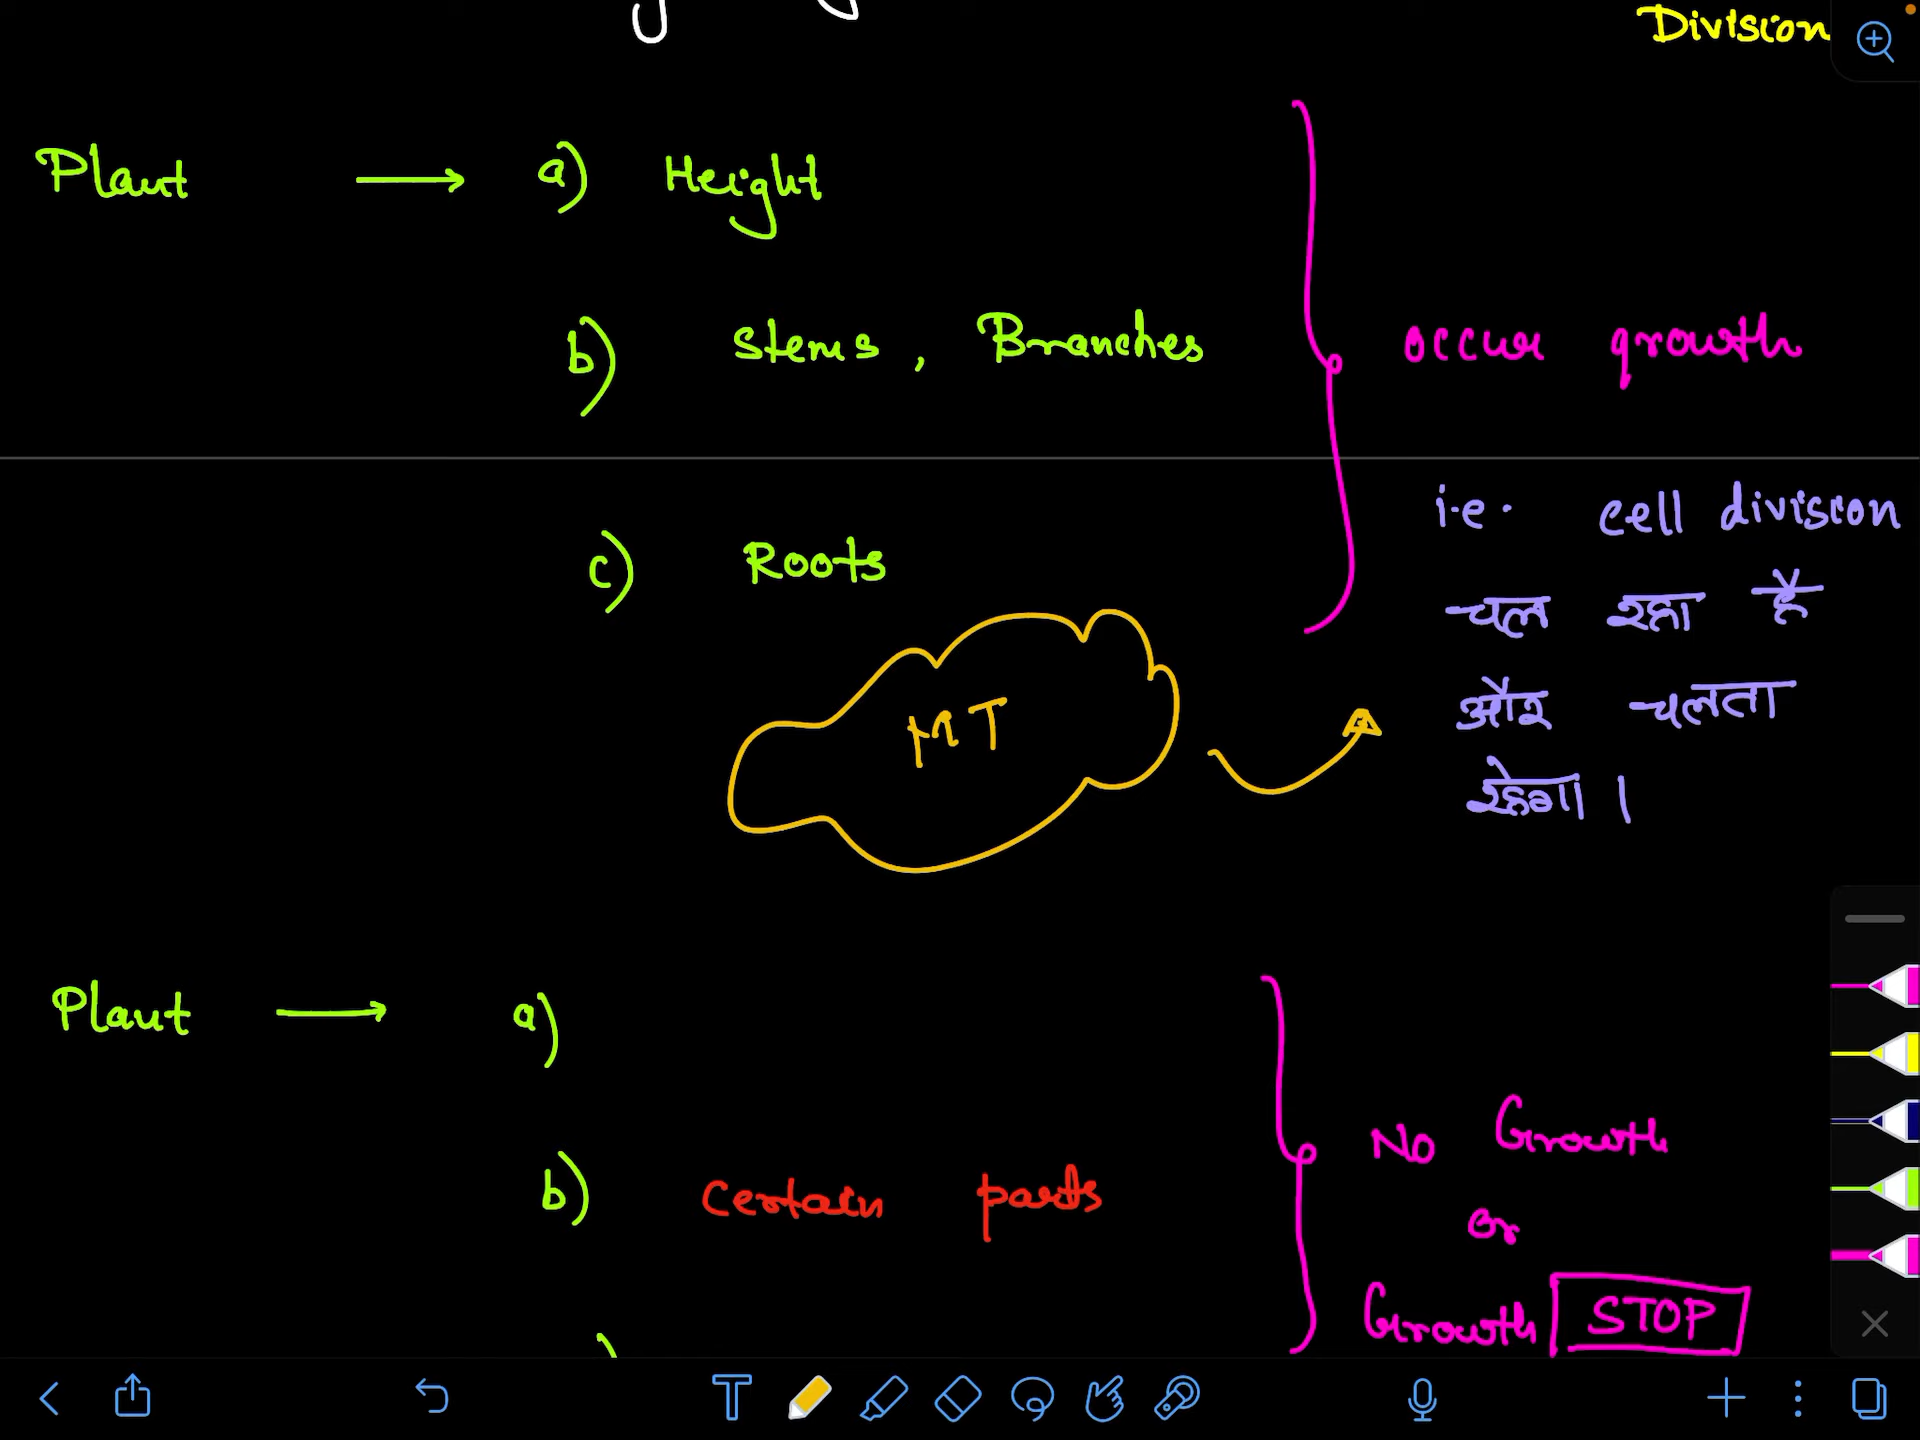 Division
Plant → a) Height
b) Stems, Branches
occur growth
c) Roots
i.e. cell division
चल रहा है
और चलता
रहेगा।
MT
Plant → a)
b) Certain parts
No Growth
or
Growth STOP